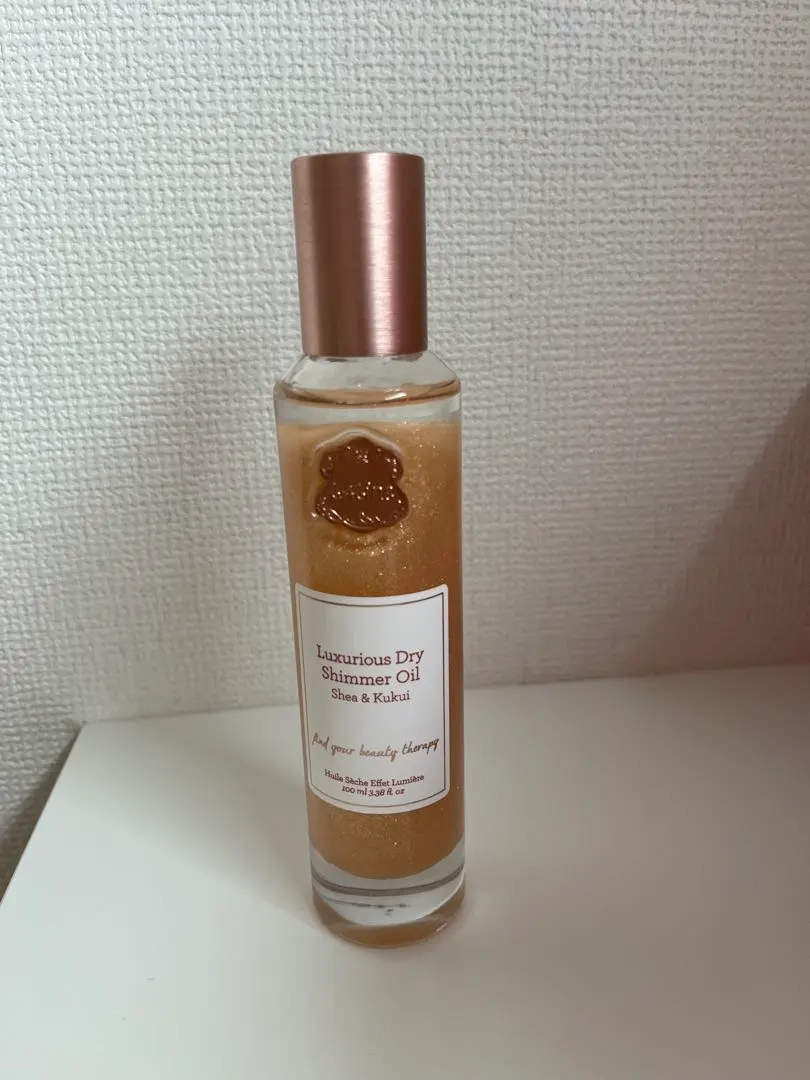 Luxurious Dry
Shimmer Oil
Shea & Kukui
find your beauty therapy
Huile Sèche Effet Lumière
100 ml 3.38 fl. oz